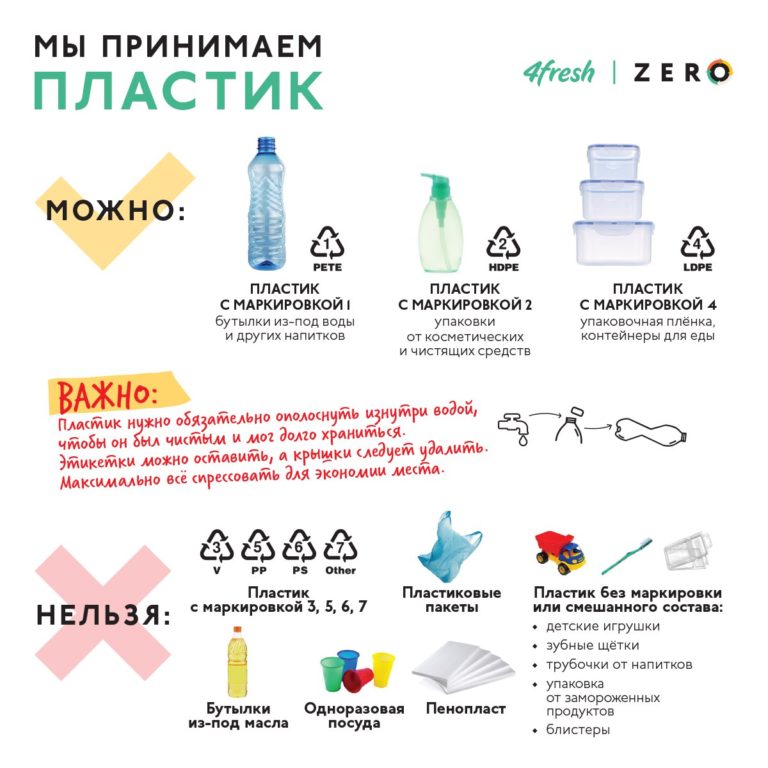 МЫ ПРИНИМАЕМ
ПЛАСТИК
4fresh | ZERO
МОЖНО:
1
PETE
ПЛАСТИК
С МАРКИРОВКОЙ 1
бутылки из-под воды
и других напитков
2
HDPE
ПЛАСТИК
С МАРКИРОВКОЙ 2
упаковки
от косметических
и чистящих средств
4
LDPE
ПЛАСТИК
С МАРКИРОВКОЙ 4
упаковочная плёнка,
контейнеры для еды
ВАЖНО:
Пластик нужно обязательно ополоснуть изнутри водой,
чтобы он был чистым и мог долго храниться.
Этикетки можно оставить, а крышки следует удалить.
Максимально всё спрессовать для экономии места.
НЕЛЬЗЯ:
3 5 6 7
V PP PS Other
Пластик
с маркировкой 3, 5, 6, 7
Пластиковые
пакеты
Пластик без маркировки
или смешанного состава:
• детские игрушки
• зубные щётки
• трубочки от напитков
• упаковка
от замороженных
продуктов
• блистеры
Бутылки
из-под масла
Одноразовая
посуда
Пенопласт